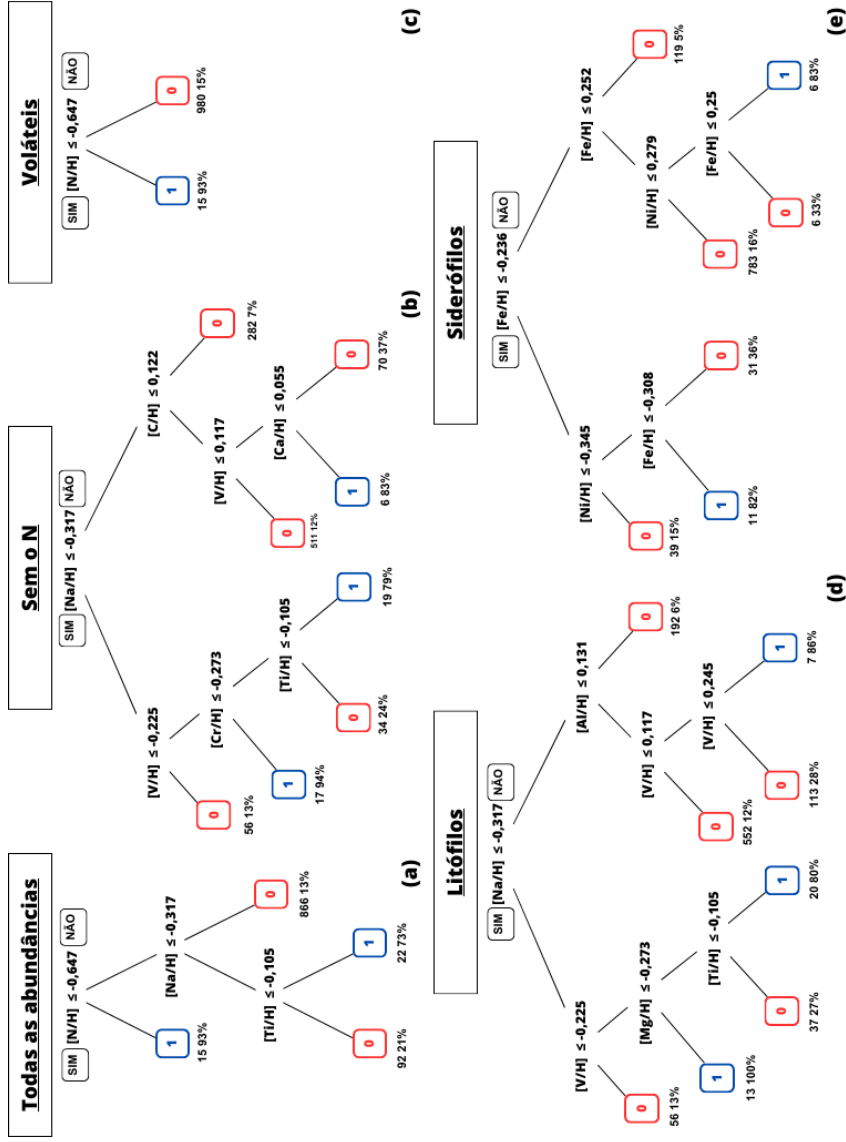 Todas as abundâncias
SIM
[N/H] ≤ -0,647
NÃO
1
15 93%
[Na/H] ≤ -0,317
0
866 13%
[Ti/H] ≤ -0,105
0
92 21%
1
22 73%
(a)
Sem o N
SIM
[Na/H] ≤ -0,317
NÃO
[V/H] ≤ -0,225
[C/H] ≤ 0,122
0
56 13%
[Cr/H] ≤ -0,273
[V/H] ≤ 0,117
0
282 7%
1
17 94%
[Ti/H] ≤ -0,105
0
511 12%
[Ca/H] ≤ 0,055
0
34 24%
1
19 79%
1
6 83%
0
70 37%
(b)
Voláteis
SIM
[N/H] ≤ -0,647
NÃO
1
15 93%
0
980 15%
(c)
Litófilos
SIM
[Na/H] ≤ -0,317
NÃO
[V/H] ≤ -0,225
[Al/H] ≤ 0,131
0
56 13%
[Mg/H] ≤ -0,273
[V/H] ≤ 0,117
0
192 6%
1
13 100%
[Ti/H] ≤ -0,105
0
552 12%
[V/H] ≤ 0,245
0
37 27%
1
20 80%
0
113 28%
1
7 86%
(d)
Siderófilos
SIM
[Fe/H] ≤ -0,236
NÃO
[Ni/H] ≤ -0,345
[Fe/H] ≤ 0,252
0
39 15%
[Fe/H] ≤ -0,308
[Ni/H] ≤ 0,279
0
119 5%
1
11 82%
0
31 36%
0
783 16%
[Fe/H] ≤ 0,25
0
6 33%
1
6 83%
(e)